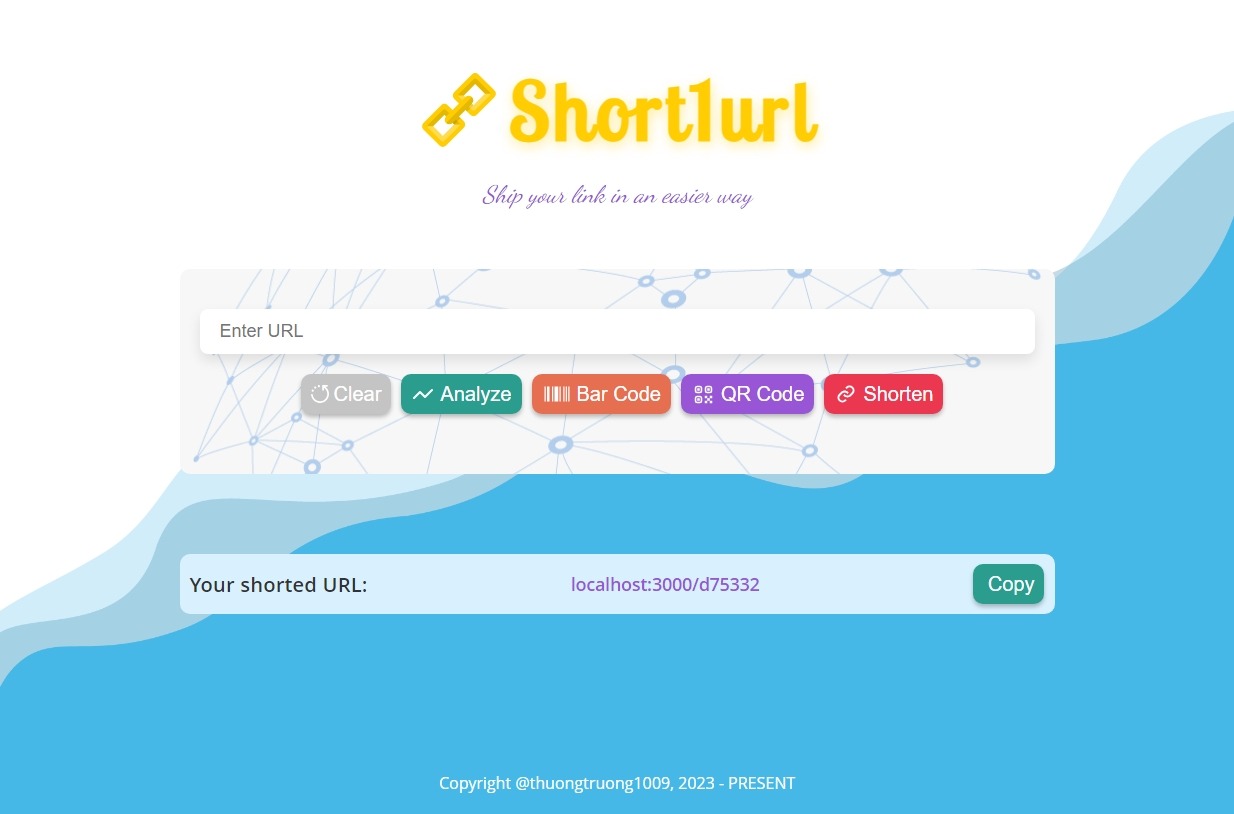 Short1url
Ship your link in an easier way
Enter URL
Clear Analyze Bar Code QR Code Shorten
Your shorted URL: localhost:3000/d75332 Copy
Copyright @thuongtruong1009, 2023 - PRESENT